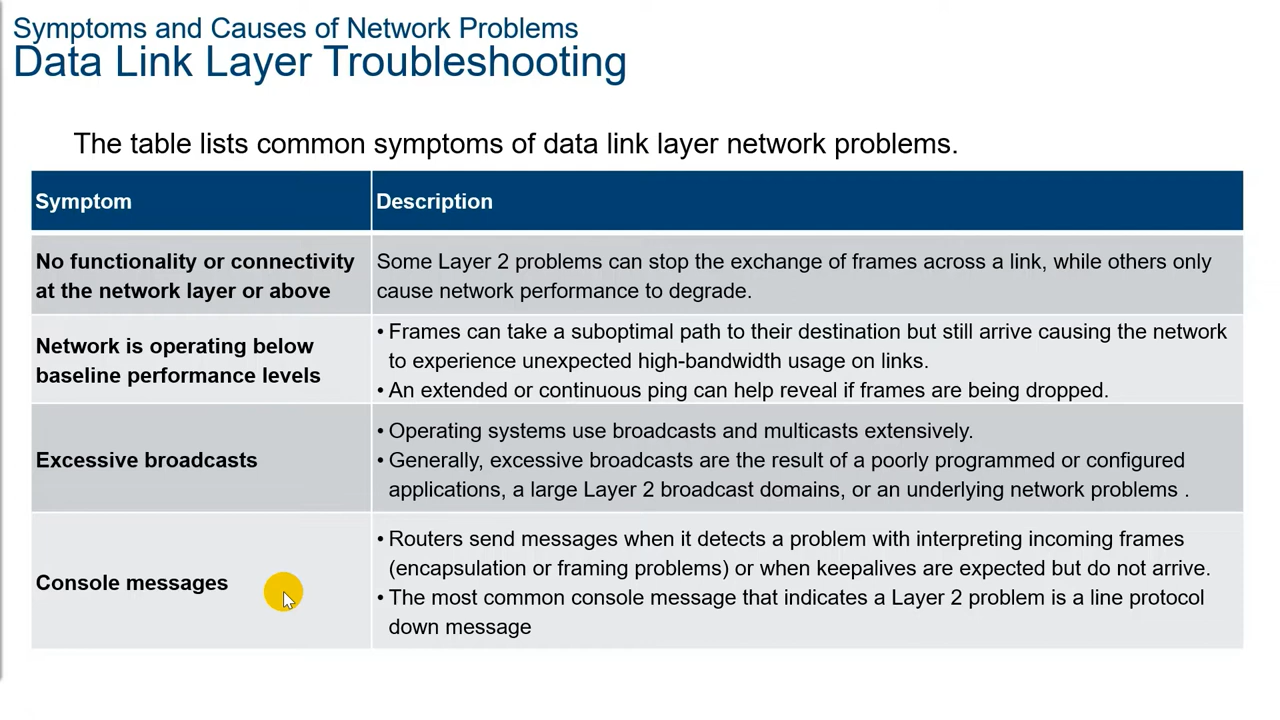 Symptoms and Causes of Network Problems
Data Link Layer Troubleshooting
The table lists common symptoms of data link layer network problems.
Symptom
Description
No functionality or connectivity
at the network layer or above
Some Layer 2 problems can stop the exchange of frames across a link, while others only
cause network performance to degrade.
Network is operating below
baseline performance levels
• Frames can take a suboptimal path to their destination but still arrive causing the network
to experience unexpected high-bandwidth usage on links.
• An extended or continuous ping can help reveal if frames are being dropped.
Excessive broadcasts
• Operating systems use broadcasts and multicasts extensively.
• Generally, excessive broadcasts are the result of a poorly programmed or configured
applications, a large Layer 2 broadcast domains, or an underlying network problems .
Console messages
• Routers send messages when it detects a problem with interpreting incoming frames
(encapsulation or framing problems) or when keepalives are expected but do not arrive.
• The most common console message that indicates a Layer 2 problem is a line protocol
down message